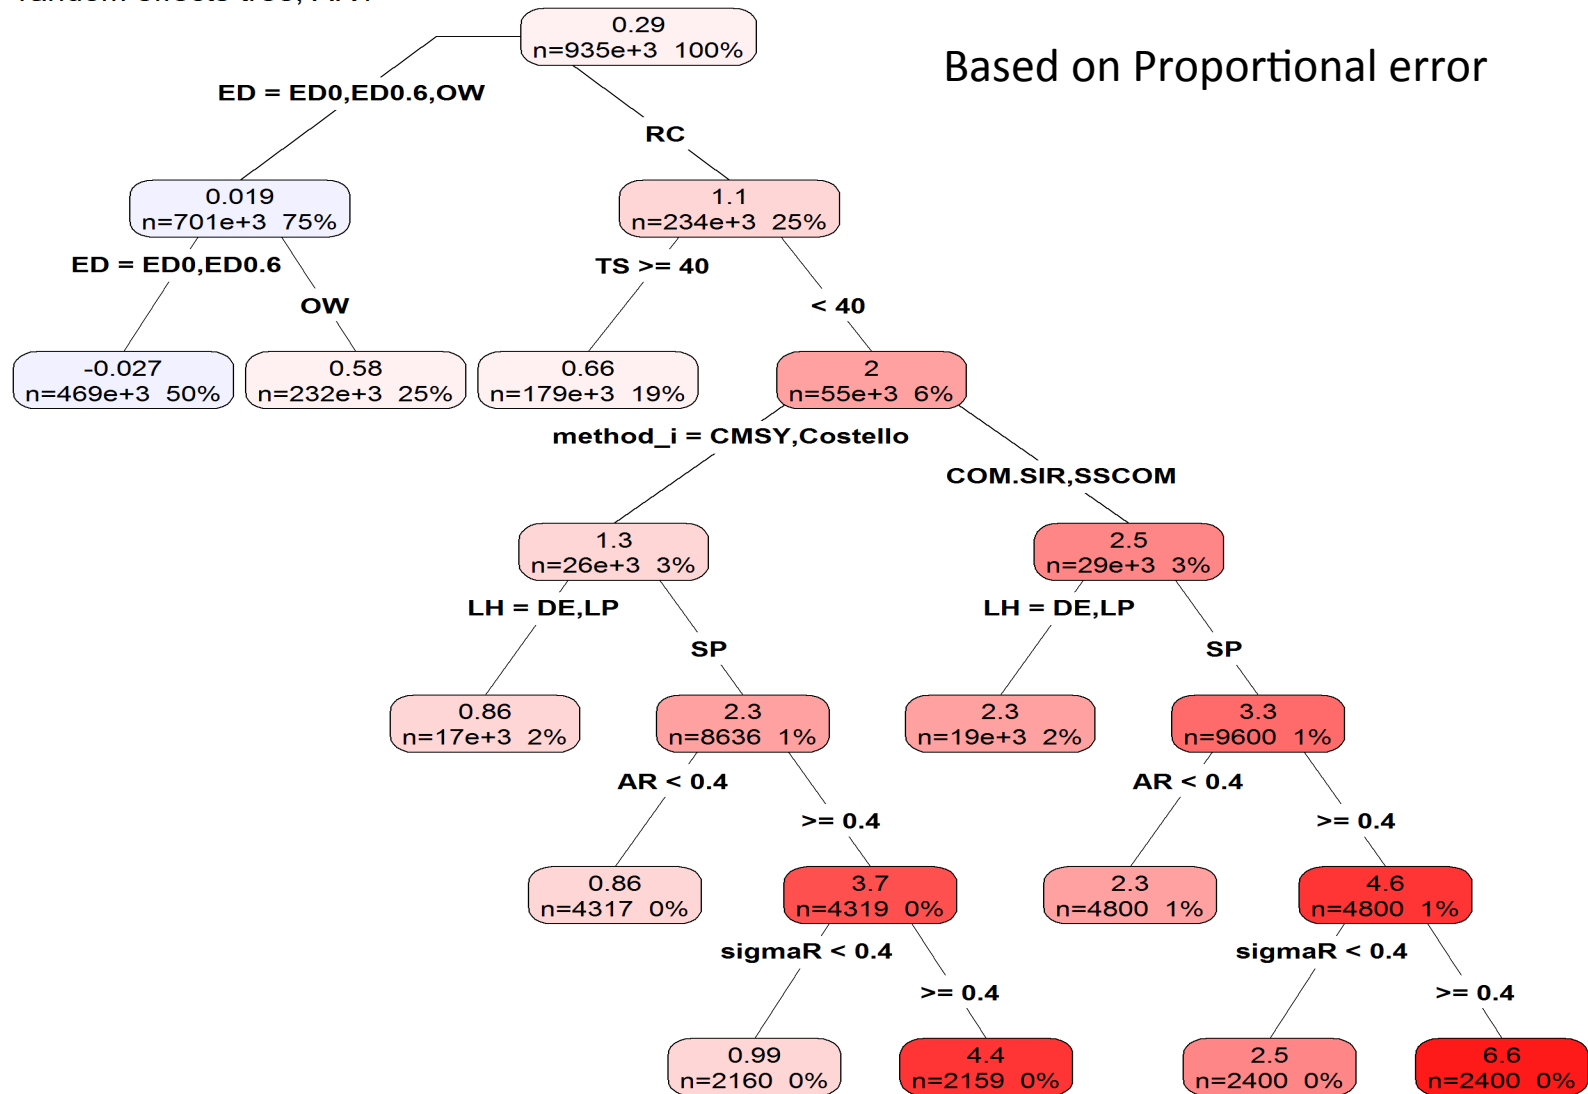 random effects tree, ART
0.29
n=935e+3 100%
Based on Proportional error
ED = ED0,ED0.6,OW
RC
0.019
n=701e+3 75%
1.1
n=234e+3 25%
ED = ED0,ED0.6
OW
TS >= 40
< 40
-0.027
n=469e+3 50%
0.58
n=232e+3 25%
0.66
n=179e+3 19%
2
n=55e+3 6%
method_i = CMSY,Costello
COM.SIR,SSCOM
1.3
n=26e+3 3%
2.5
n=29e+3 3%
LH = DE,LP
SP
LH = DE,LP
SP
0.86
n=17e+3 2%
2.3
n=8636 1%
2.3
n=19e+3 2%
3.3
n=9600 1%
AR < 0.4
>= 0.4
AR < 0.4
>= 0.4
0.86
n=4317 0%
3.7
n=4319 0%
2.3
n=4800 1%
4.6
n=4800 1%
sigmaR < 0.4
>= 0.4
sigmaR < 0.4
>= 0.4
0.99
n=2160 0%
4.4
n=2159 0%
2.5
n=2400 0%
6.6
n=2400 0%